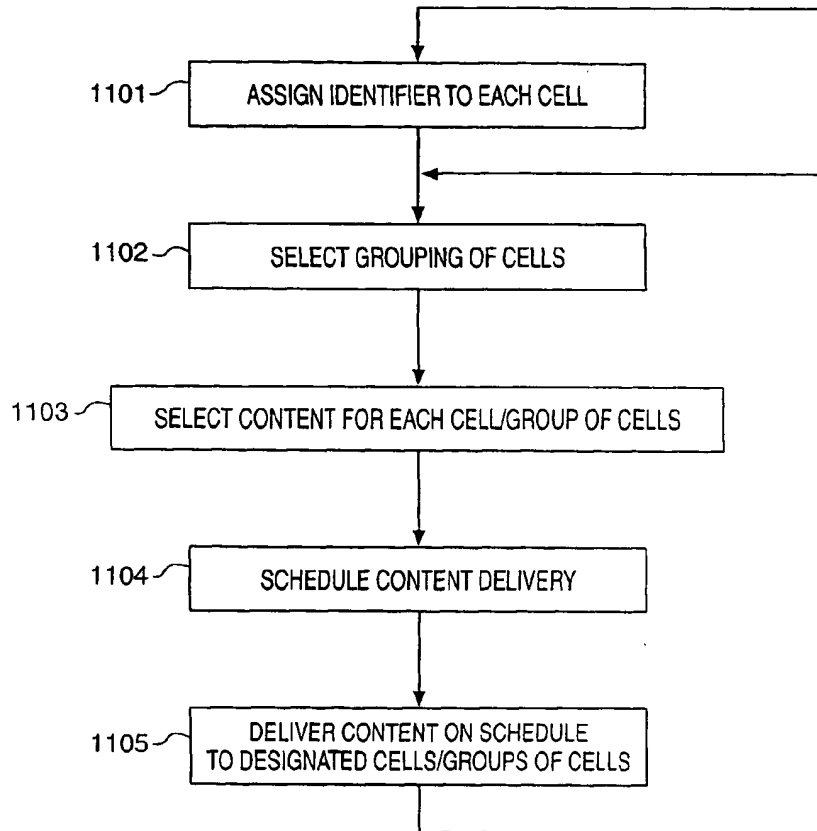 1101
ASSIGN IDENTIFIER TO EACH CELL
1102
SELECT GROUPING OF CELLS
1103
SELECT CONTENT FOR EACH CELL/GROUP OF CELLS
1104
SCHEDULE CONTENT DELIVERY
1105
DELIVER CONTENT ON SCHEDULE
TO DESIGNATED CELLS/GROUPS OF CELLS